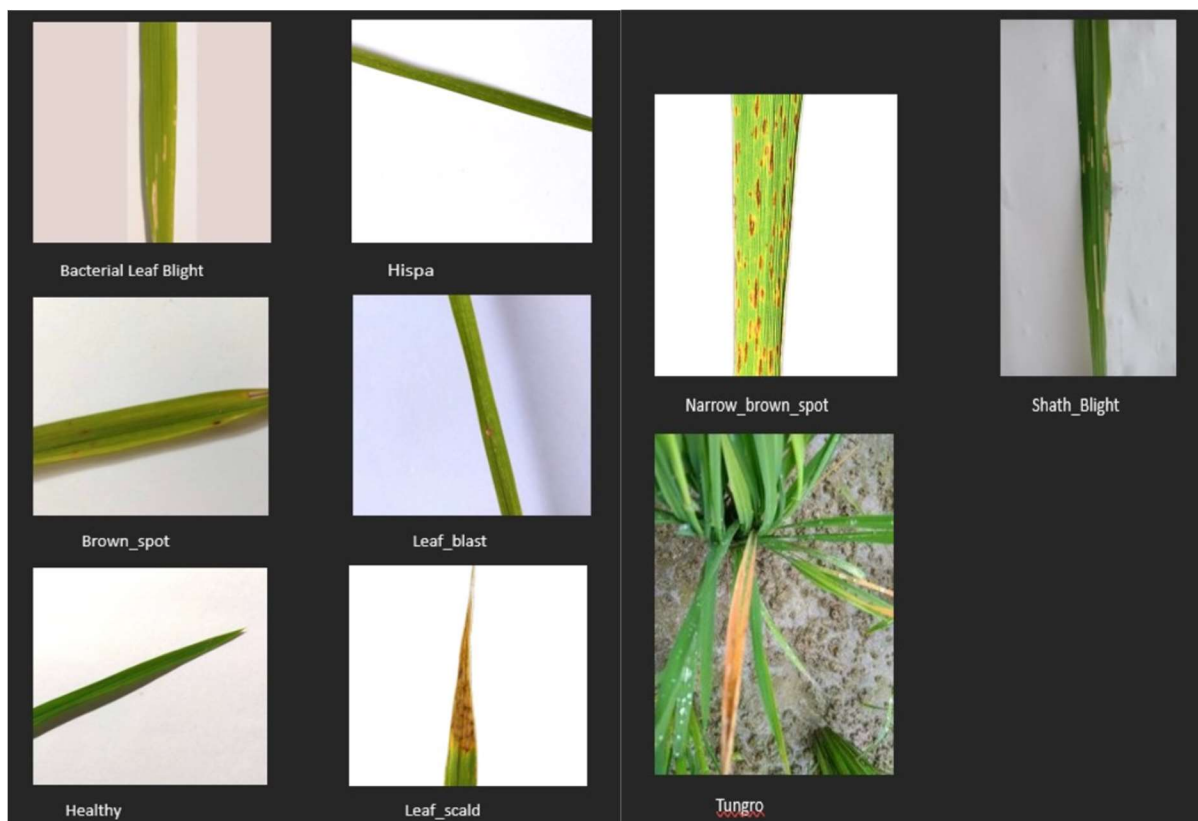 Bacterial Leaf Blight
Hispa
Brown_spot
Leaf_blast
Healthy
Leaf_scald
Narrow_brown_spot
Shath_Blight
Tungro